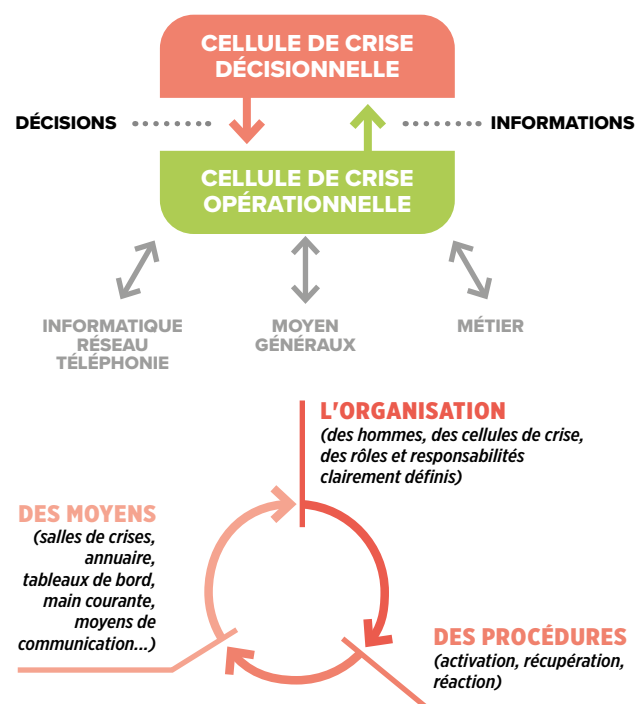 CELLULE DE CRISE
DÉCISIONNELLE
DÉCISIONS
INFORMATIONS
CELLULE DE CRISE
OPÉRATIONNELLE
INFORMATIQUE
RÉSEAU
TÉLÉPHONIE
MOYEN
GÉNÉRAUX
MÉTIER
L'ORGANISATION
(des hommes, des cellules de crise,
des rôles et responsabilités
clairement définis)
DES MOYENS
(salles de crises,
annuaire,
tableaux de bord,
main courante,
moyens de
communication...)
DES PROCÉDURES
(activation, récupération,
réaction)